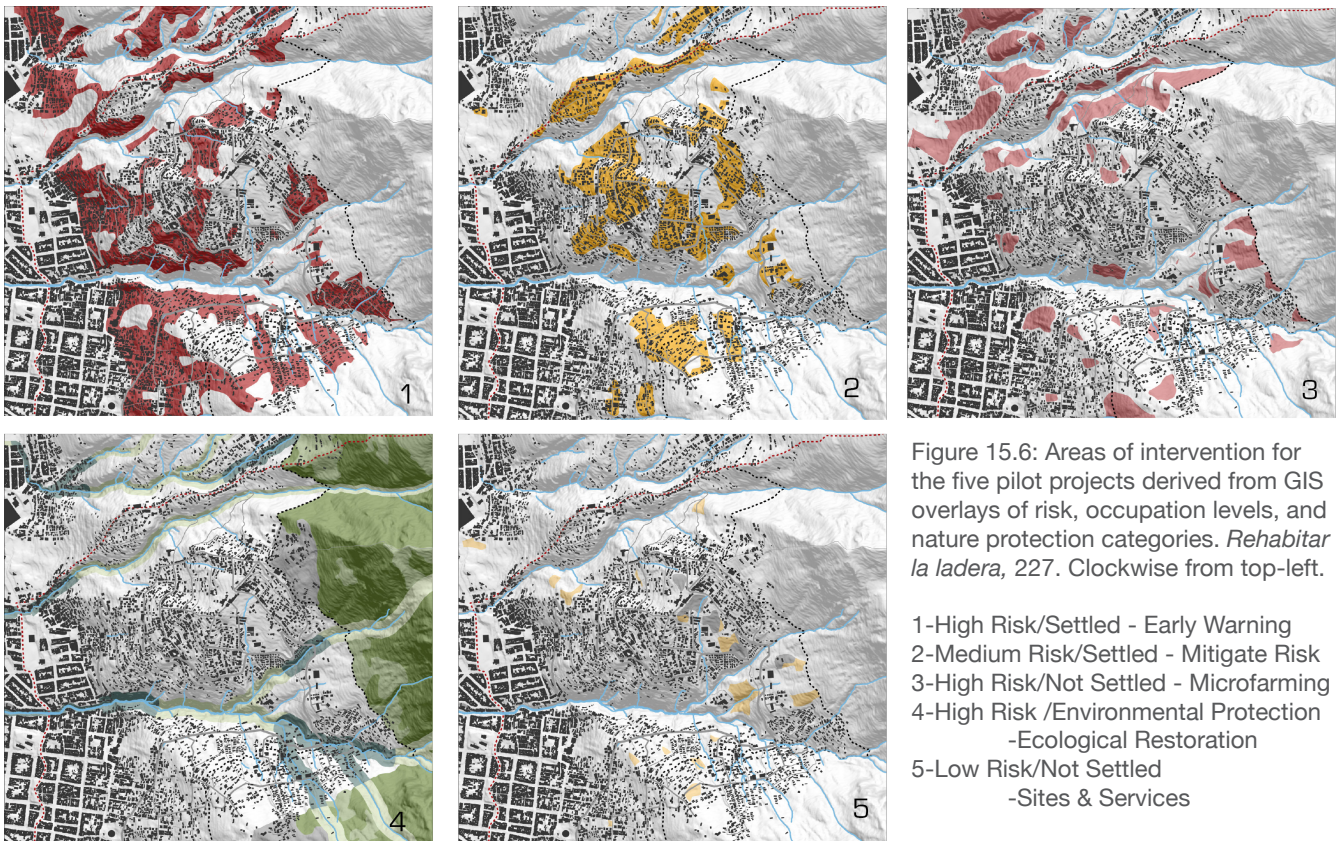 1
2
3
4
5
Figure 15.6: Areas of intervention for
the five pilot projects derived from GIS
overlays of risk, occupation levels, and
nature protection categories. Rehabitar
la ladera, 227. Clockwise from top-left.
1-High Risk/Settled - Early Warning
2-Medium Risk/Settled - Mitigate Risk
3-High Risk/Not Settled - Microfarming
4-High Risk /Environmental Protection
-Ecological Restoration
5-Low Risk/Not Settled
-Sites & Services